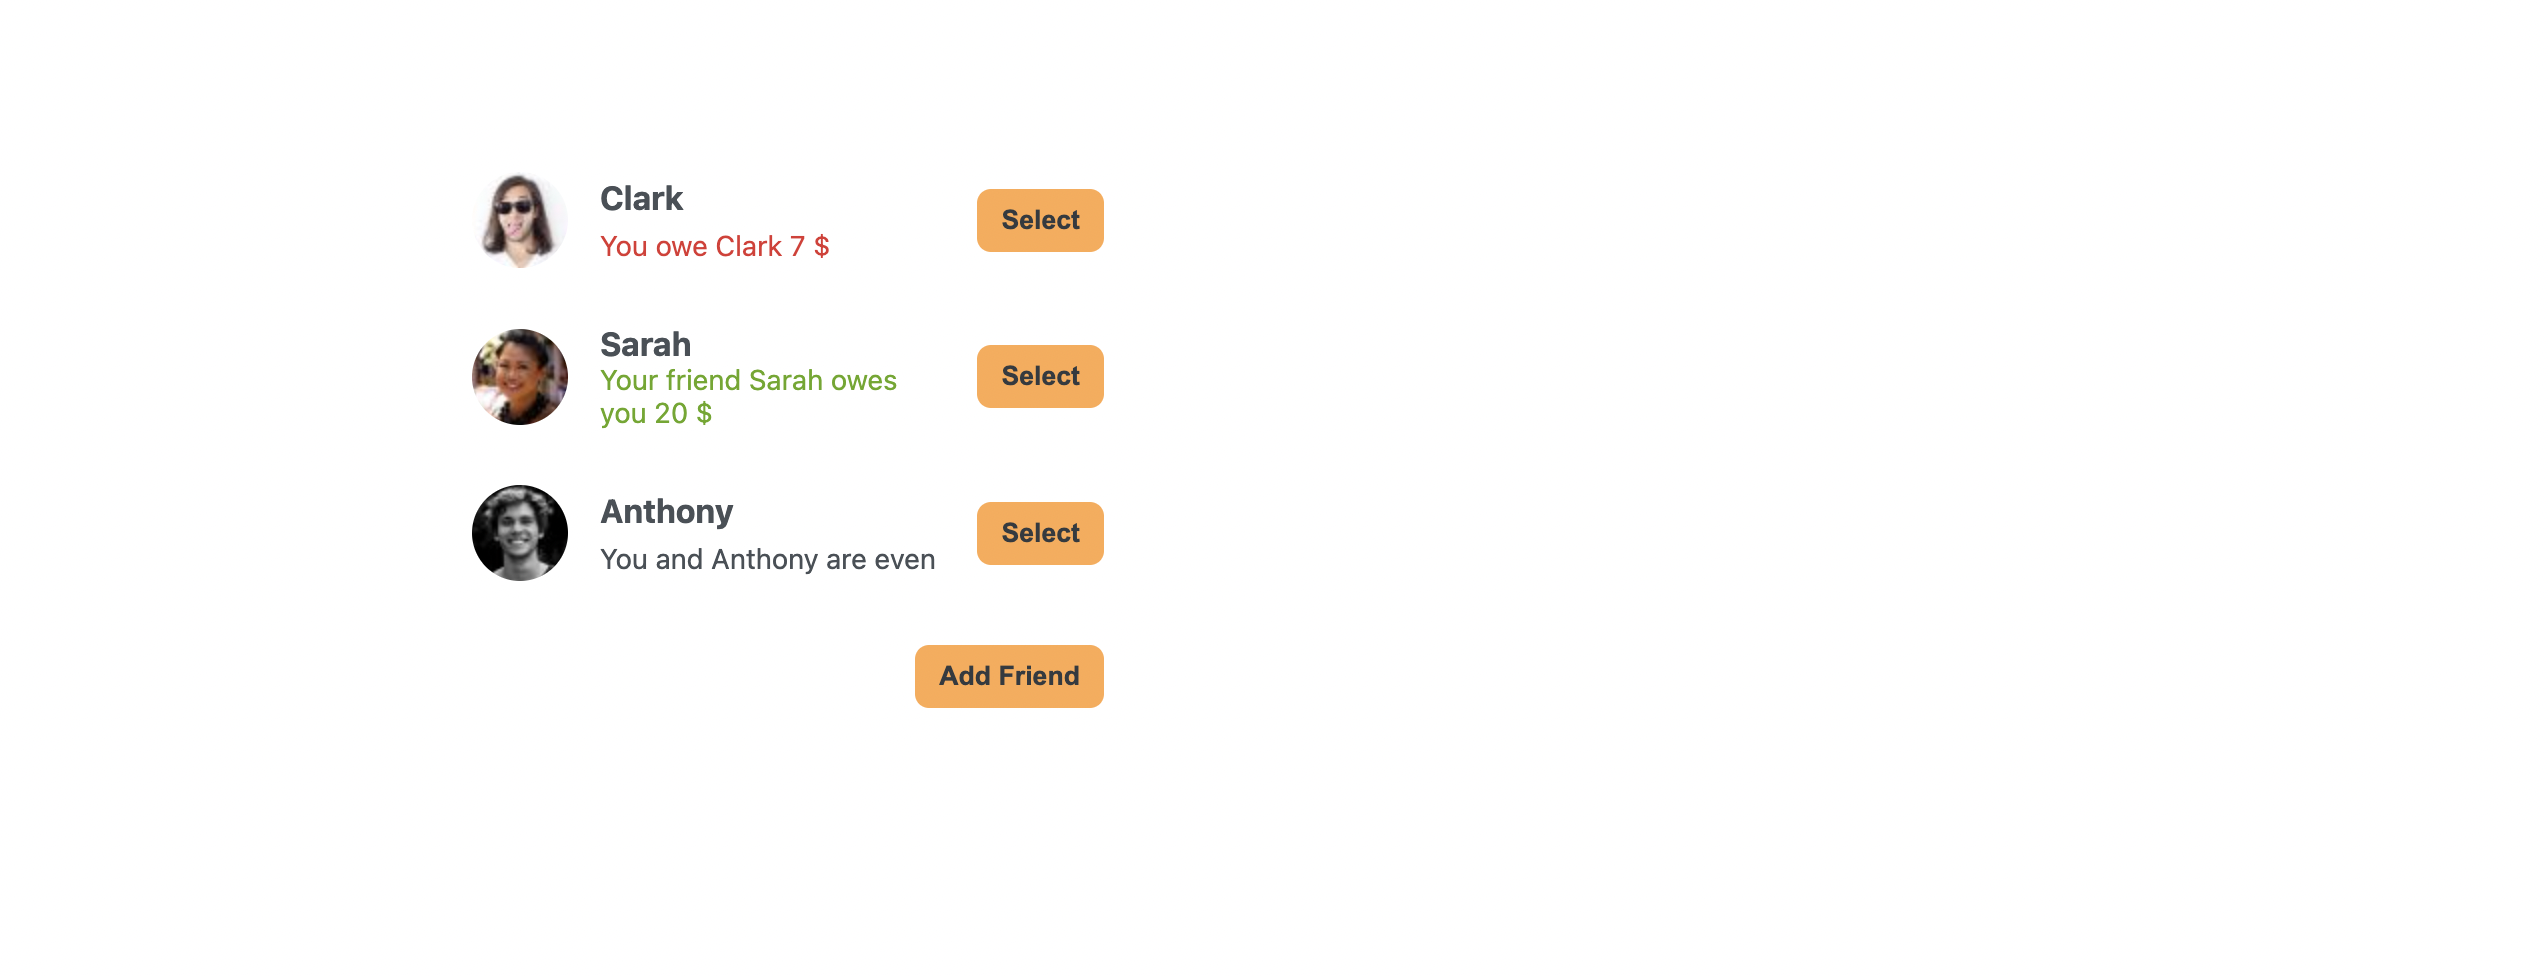 Clark
You owe Clark 7 $
Select
Sarah
Your friend Sarah owes
you 20 $
Select
Anthony
You and Anthony are even
Select
Add Friend